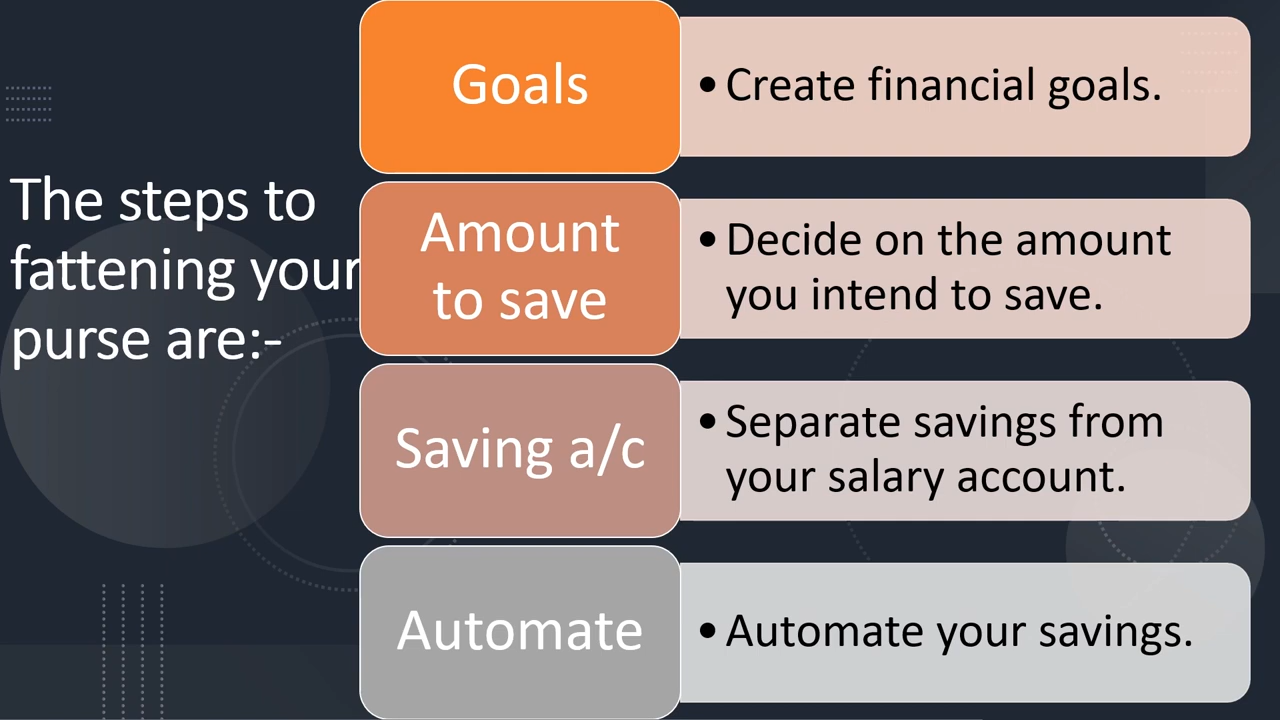 The steps to
fattening your
purse are:-
Goals
• Create financial goals.
Amount
to save
• Decide on the amount
you intend to save.
Saving a/c
• Separate savings from
your salary account.
Automate
• Automate your savings.